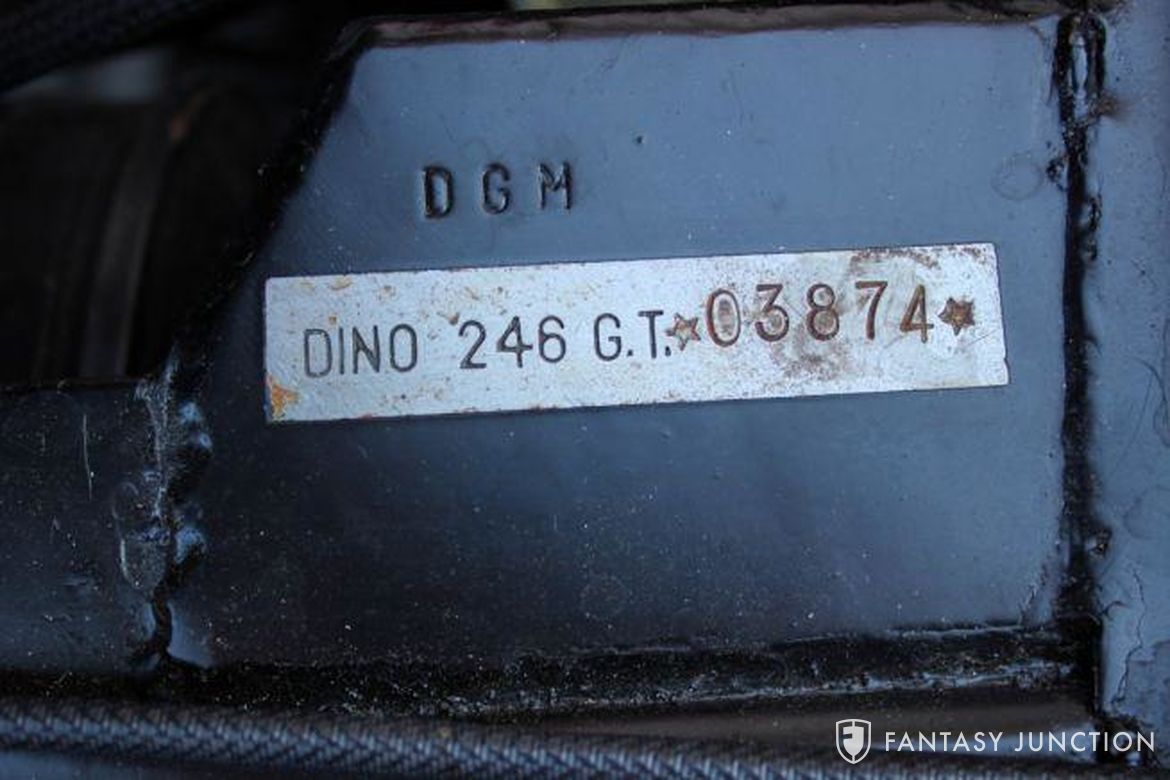 DGM
DINO 246 G.T.★03874★
FANTASY JUNCTION